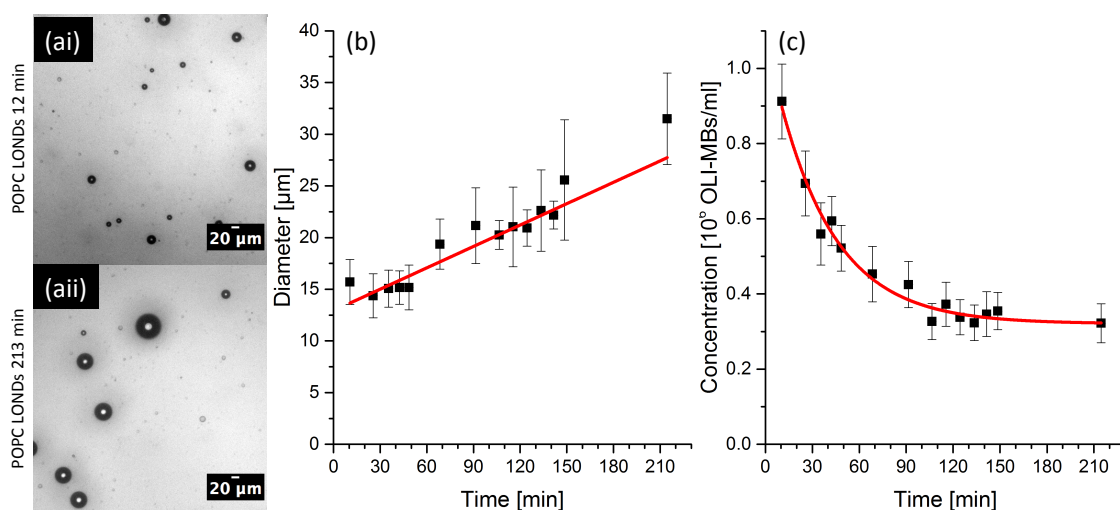 POPC LONDs 12 min
(ai)
20 µm
POPC LONDs 213 min
(aii)
20 µm
(b)
Diameter [µm]
40
35
30
25
20
15
10
5
0
0 30 60 90 120 150 180 210
Time [min]
(c)
Concentration [10⁶ OLI-MBs/ml]
1.0
0.8
0.6
0.4
0.2
0.0
0 30 60 90 120 150 180 210
Time [min]